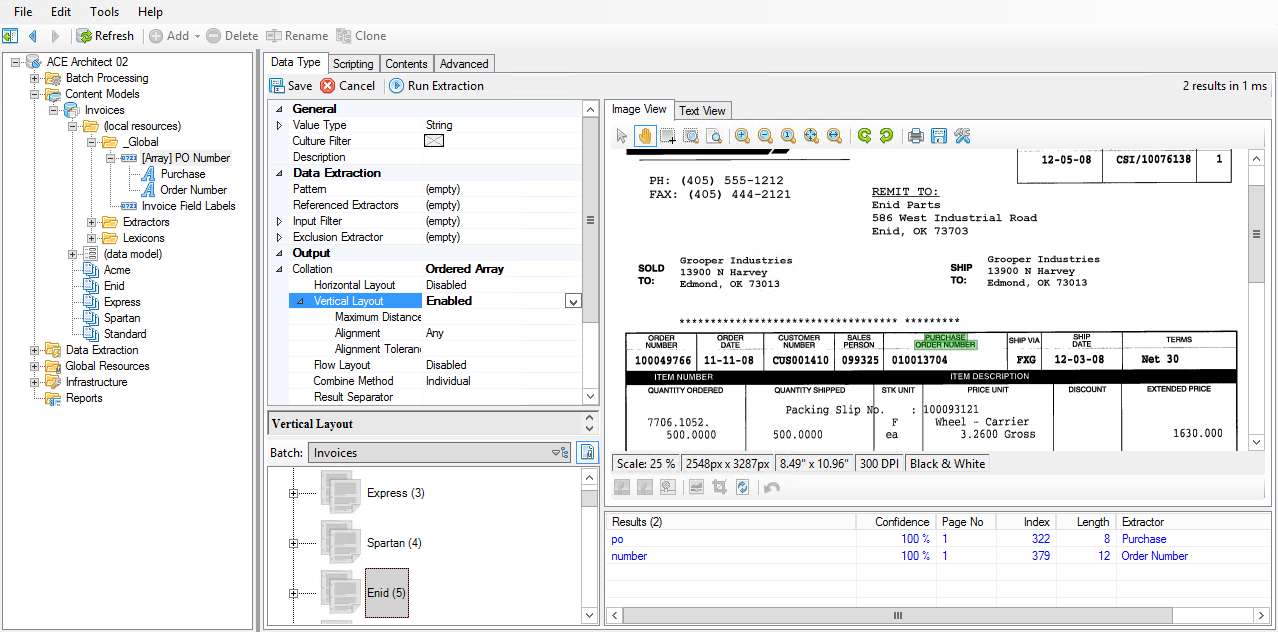 File Edit Tools Help
Refresh Add Delete Rename Clone
ACE Architect 02
Batch Processing
Content Models
Invoices
(local resources)
_Global
[Array] PO Number
Purchase
Order Number
Invoice Field Labels
Extractors
Lexicons
(data model)
Acme
Enid
Express
Spartan
Standard
Data Extraction
Global Resources
Infrastructure
Reports
Data Type Scripting Contents Advanced
Save Cancel Run Extraction 2 results in 1 ms
General
Value Type String
Culture Filter
Description
Data Extraction
Pattern (empty)
Referenced Extractors (empty)
Input Filter (empty)
Exclusion Extractor (empty)
Output
Collation Ordered Array
Horizontal Layout Disabled
Vertical Layout Enabled
Maximum Distance
Alignment Any
Alignment Toleran
Flow Layout Disabled
Combine Method Individual
Result Separator
Vertical Layout
Batch: Invoices
Express (3)
Spartan (4)
Enid (5)
Image View Text View
12-05-08 CSI/10076138 1
PH: (405) 555-1212
FAX: (405) 444-2121
REMIT TO:
Enid Parts
586 West Industrial Road
Enid, OK 73703
SOLD TO:
Grooper Industries
13900 N Harvey
Edmond, OK 73013
SHIP TO:
Grooper Industries
13900 N Harvey
Edmond, OK 73013
********************************** *********
ORDER NUMBER ORDER DATE CUSTOMER NUMBER SALES PERSON PURCHASE ORDER NUMBER SHIP VIA SHIP DATE TERMS
100049766 11-11-08 CUS001410 099325 010013704 FXG 12-03-08 Net 30
ITEM NUMBER ITEM DESCRIPTION
QUANTITY ORDERED QUANTITY SHIPPED STK UNIT PRICE UNIT DISCOUNT EXTENDED PRICE
Packing Slip No. : 100093121
7706.1052. F Wheel - Carrier
500.0000 500.0000 ea 3.2600 Gross 1630.000
Scale: 25 % 2548px x 3287px 8.49" x 10.96" 300 DPI Black & White
Results (2) Confidence Page No Index Length Extractor
po 100 % 1 322 8 Purchase
number 100 % 1 379 12 Order Number